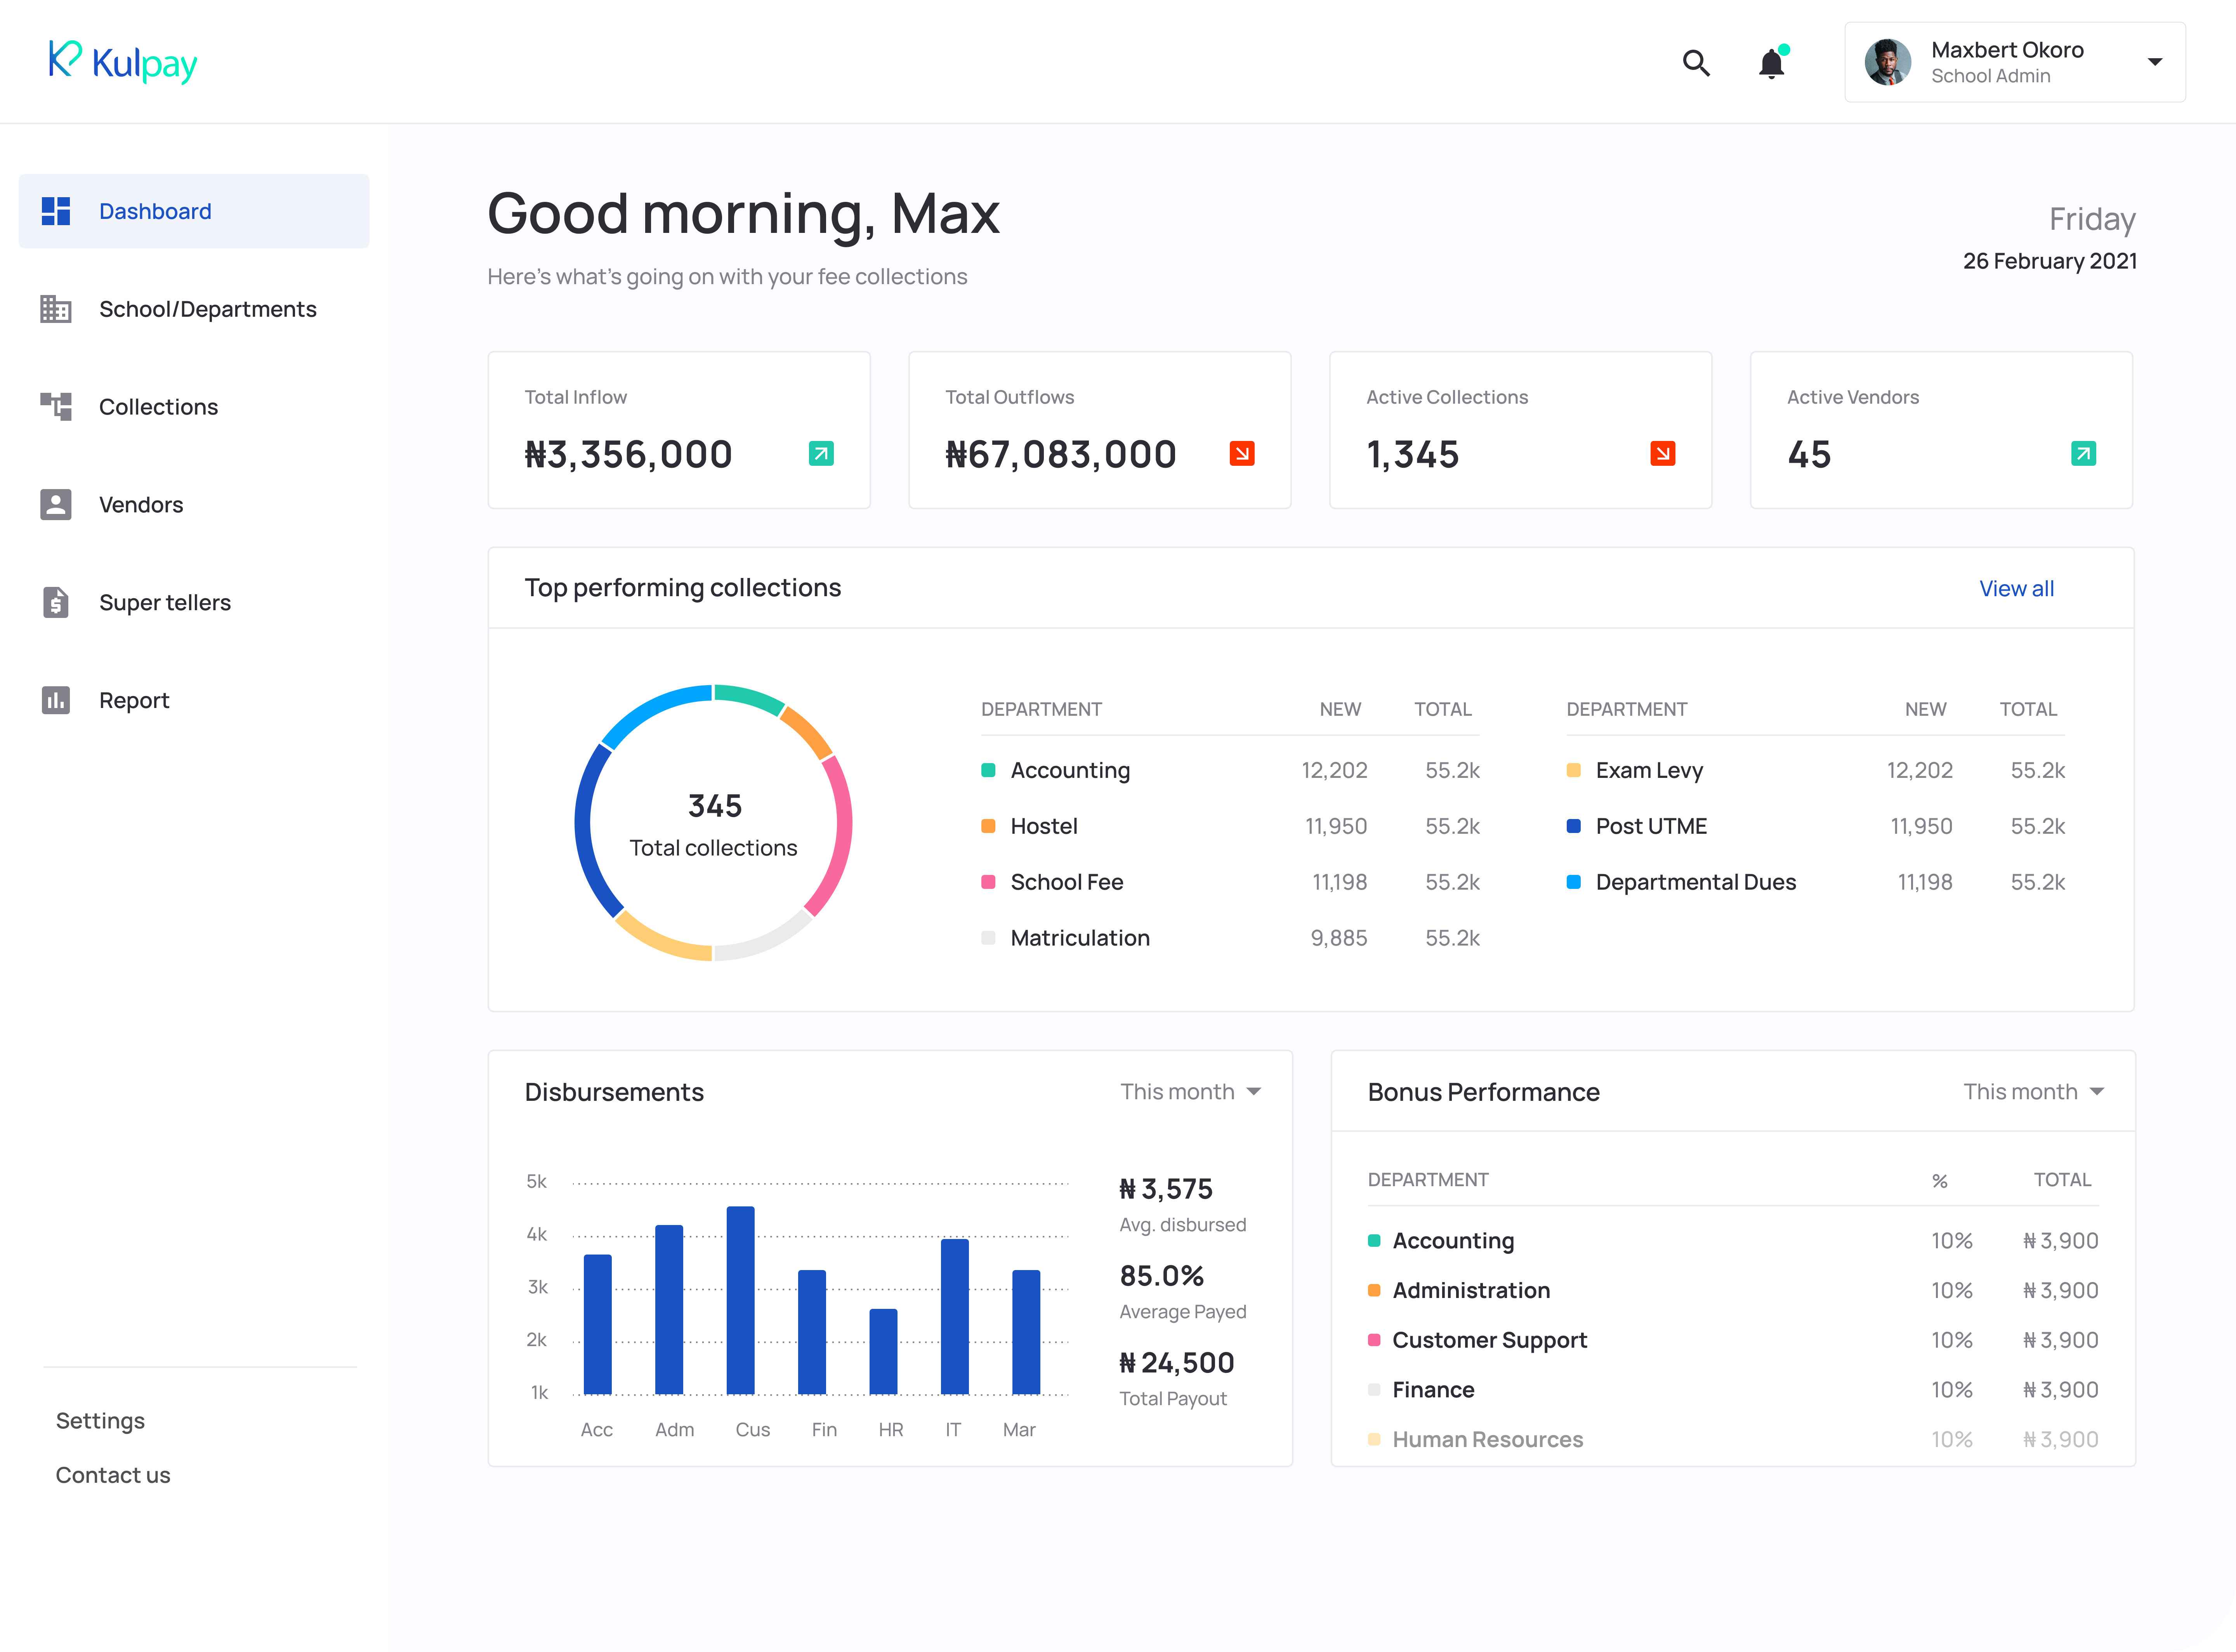 Kulpay
Maxbert Okoro
School Admin
Dashboard
School/Departments
Collections
Vendors
Super tellers
Report
Settings
Contact us
Good morning, Max
Here's what's going on with your fee collections
Friday
26 February 2021
Total Inflow
₦3,356,000
Total Outflows
₦67,083,000
Active Collections
1,345
Active Vendors
45
Top performing collections
View all
345
Total collections
DEPARTMENT NEW TOTAL
Accounting 12,202 55.2k
Hostel 11,950 55.2k
School Fee 11,198 55.2k
Matriculation 9,885 55.2k
DEPARTMENT NEW TOTAL
Exam Levy 12,202 55.2k
Post UTME 11,950 55.2k
Departmental Dues 11,198 55.2k
Disbursements
This month
5k
4k
3k
2k
1k
Acc Adm Cus Fin HR IT Mar
₦ 3,575
Avg. disbursed
85.0%
Average Payed
₦ 24,500
Total Payout
Bonus Performance
This month
DEPARTMENT % TOTAL
Accounting 10% ₦ 3,900
Administration 10% ₦ 3,900
Customer Support 10% ₦ 3,900
Finance 10% ₦ 3,900
Human Resources 10% ₦ 3,900